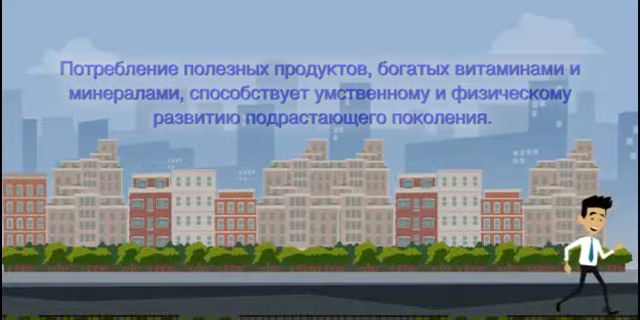 Потребление полезных продуктов, богатых витаминами и
минералами, способствует умственному и физическому
развитию подрастающего поколения.